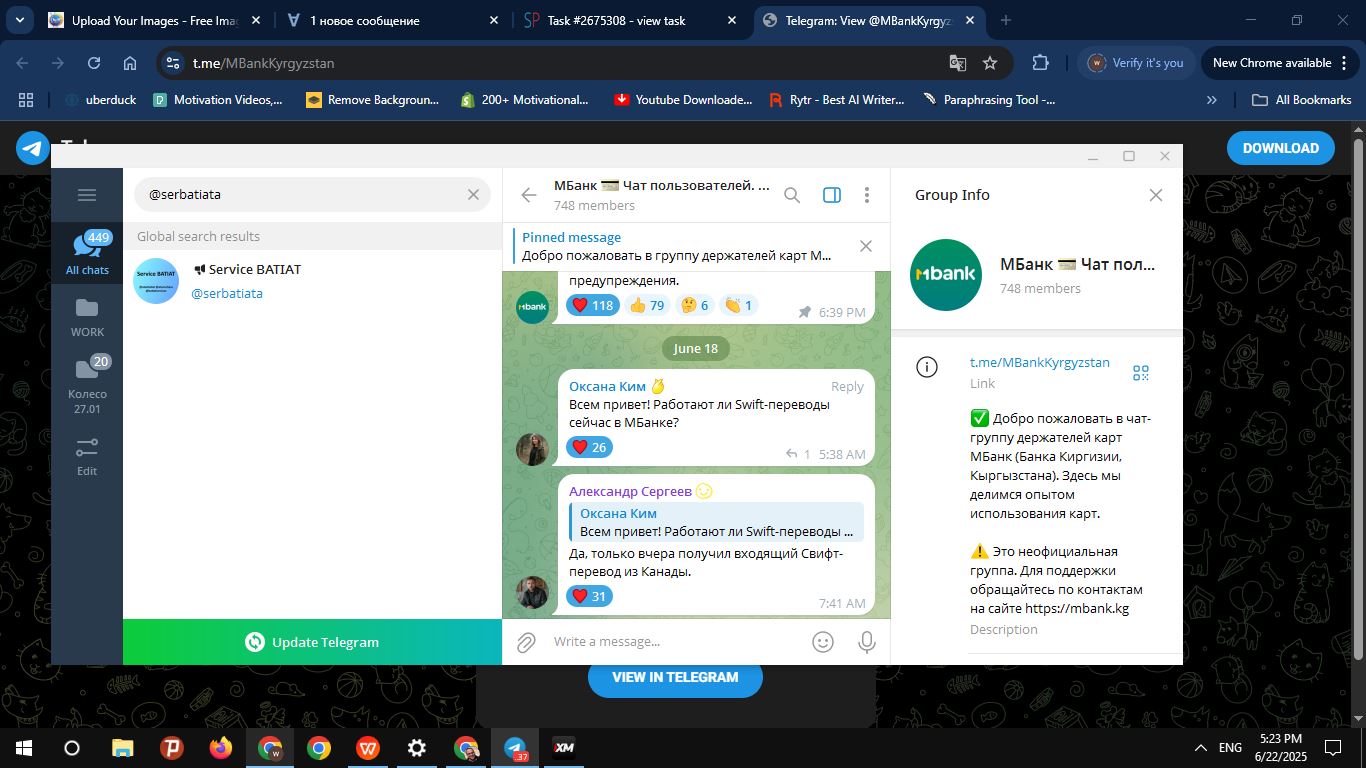 Upload Your Images - Free Ima
1 новое сообщение
Task #2675308 - view task
Telegram: View @MBankKyrgyz
t.me/MBankKyrgyzstan
Verify it's you
New Chrome available
uberduck
Motivation Videos,...
Remove Backgroun...
200+ Motivational...
Youtube Downloade...
Rytr - Best AI Writer...
Paraphrasing Tool -...
All Bookmarks
DOWNLOAD
449
All chats
WORK
20
Колесо
27.01
Edit
@serbatiata
Global search results
Service BATIAT
Service BATIAT
@serbatiata
Update Telegram
МБанк 💳 Чат пользователей. ...
748 members
Pinned message
Добро пожаловать в группу держателей карт М...
предупреждения.
mbank
❤️ 118 👍 79 🤔 6 👏 1
6:39 PM
June 18
Оксана Ким
Reply
Всем привет! Работают ли Swift-переводы
сейчас в МБанке?
❤️ 26
1 5:38 AM
Александр Сергеев
Оксана Ким
Всем привет! Работают ли Swift-переводы ...
Да, только вчера получил входящий Свифт-
перевод из Канады.
❤️ 31
7:41 AM
Write a message...
Group Info
mbank
МБанк 💳 Чат пол...
748 members
t.me/MBankKyrgyzstan
Link
✅ Добро пожаловать в чат-
группу держателей карт
МБанк (Банка Киргизии,
Кыргызстана). Здесь мы
делимся опытом
использования карт.
⚠️ Это неофициальная
группа. Для поддержки
обращайтесь по контактам
на сайте https://mbank.kg
Description
VIEW IN TELEGRAM
W
.37
XM
ENG
5:23 PM
6/22/2025